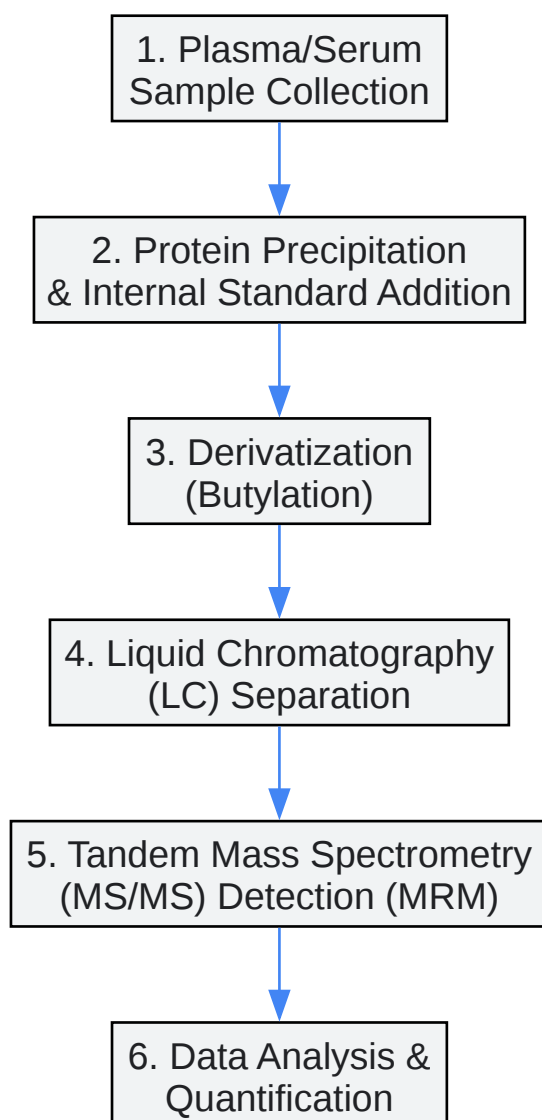 1. Plasma/Serum
Sample Collection
2. Protein Precipitation
& Internal Standard Addition
3. Derivatization
(Butylation)
4. Liquid Chromatography
(LC) Separation
5. Tandem Mass Spectrometry
(MS/MS) Detection (MRM)
6. Data Analysis &
Quantification